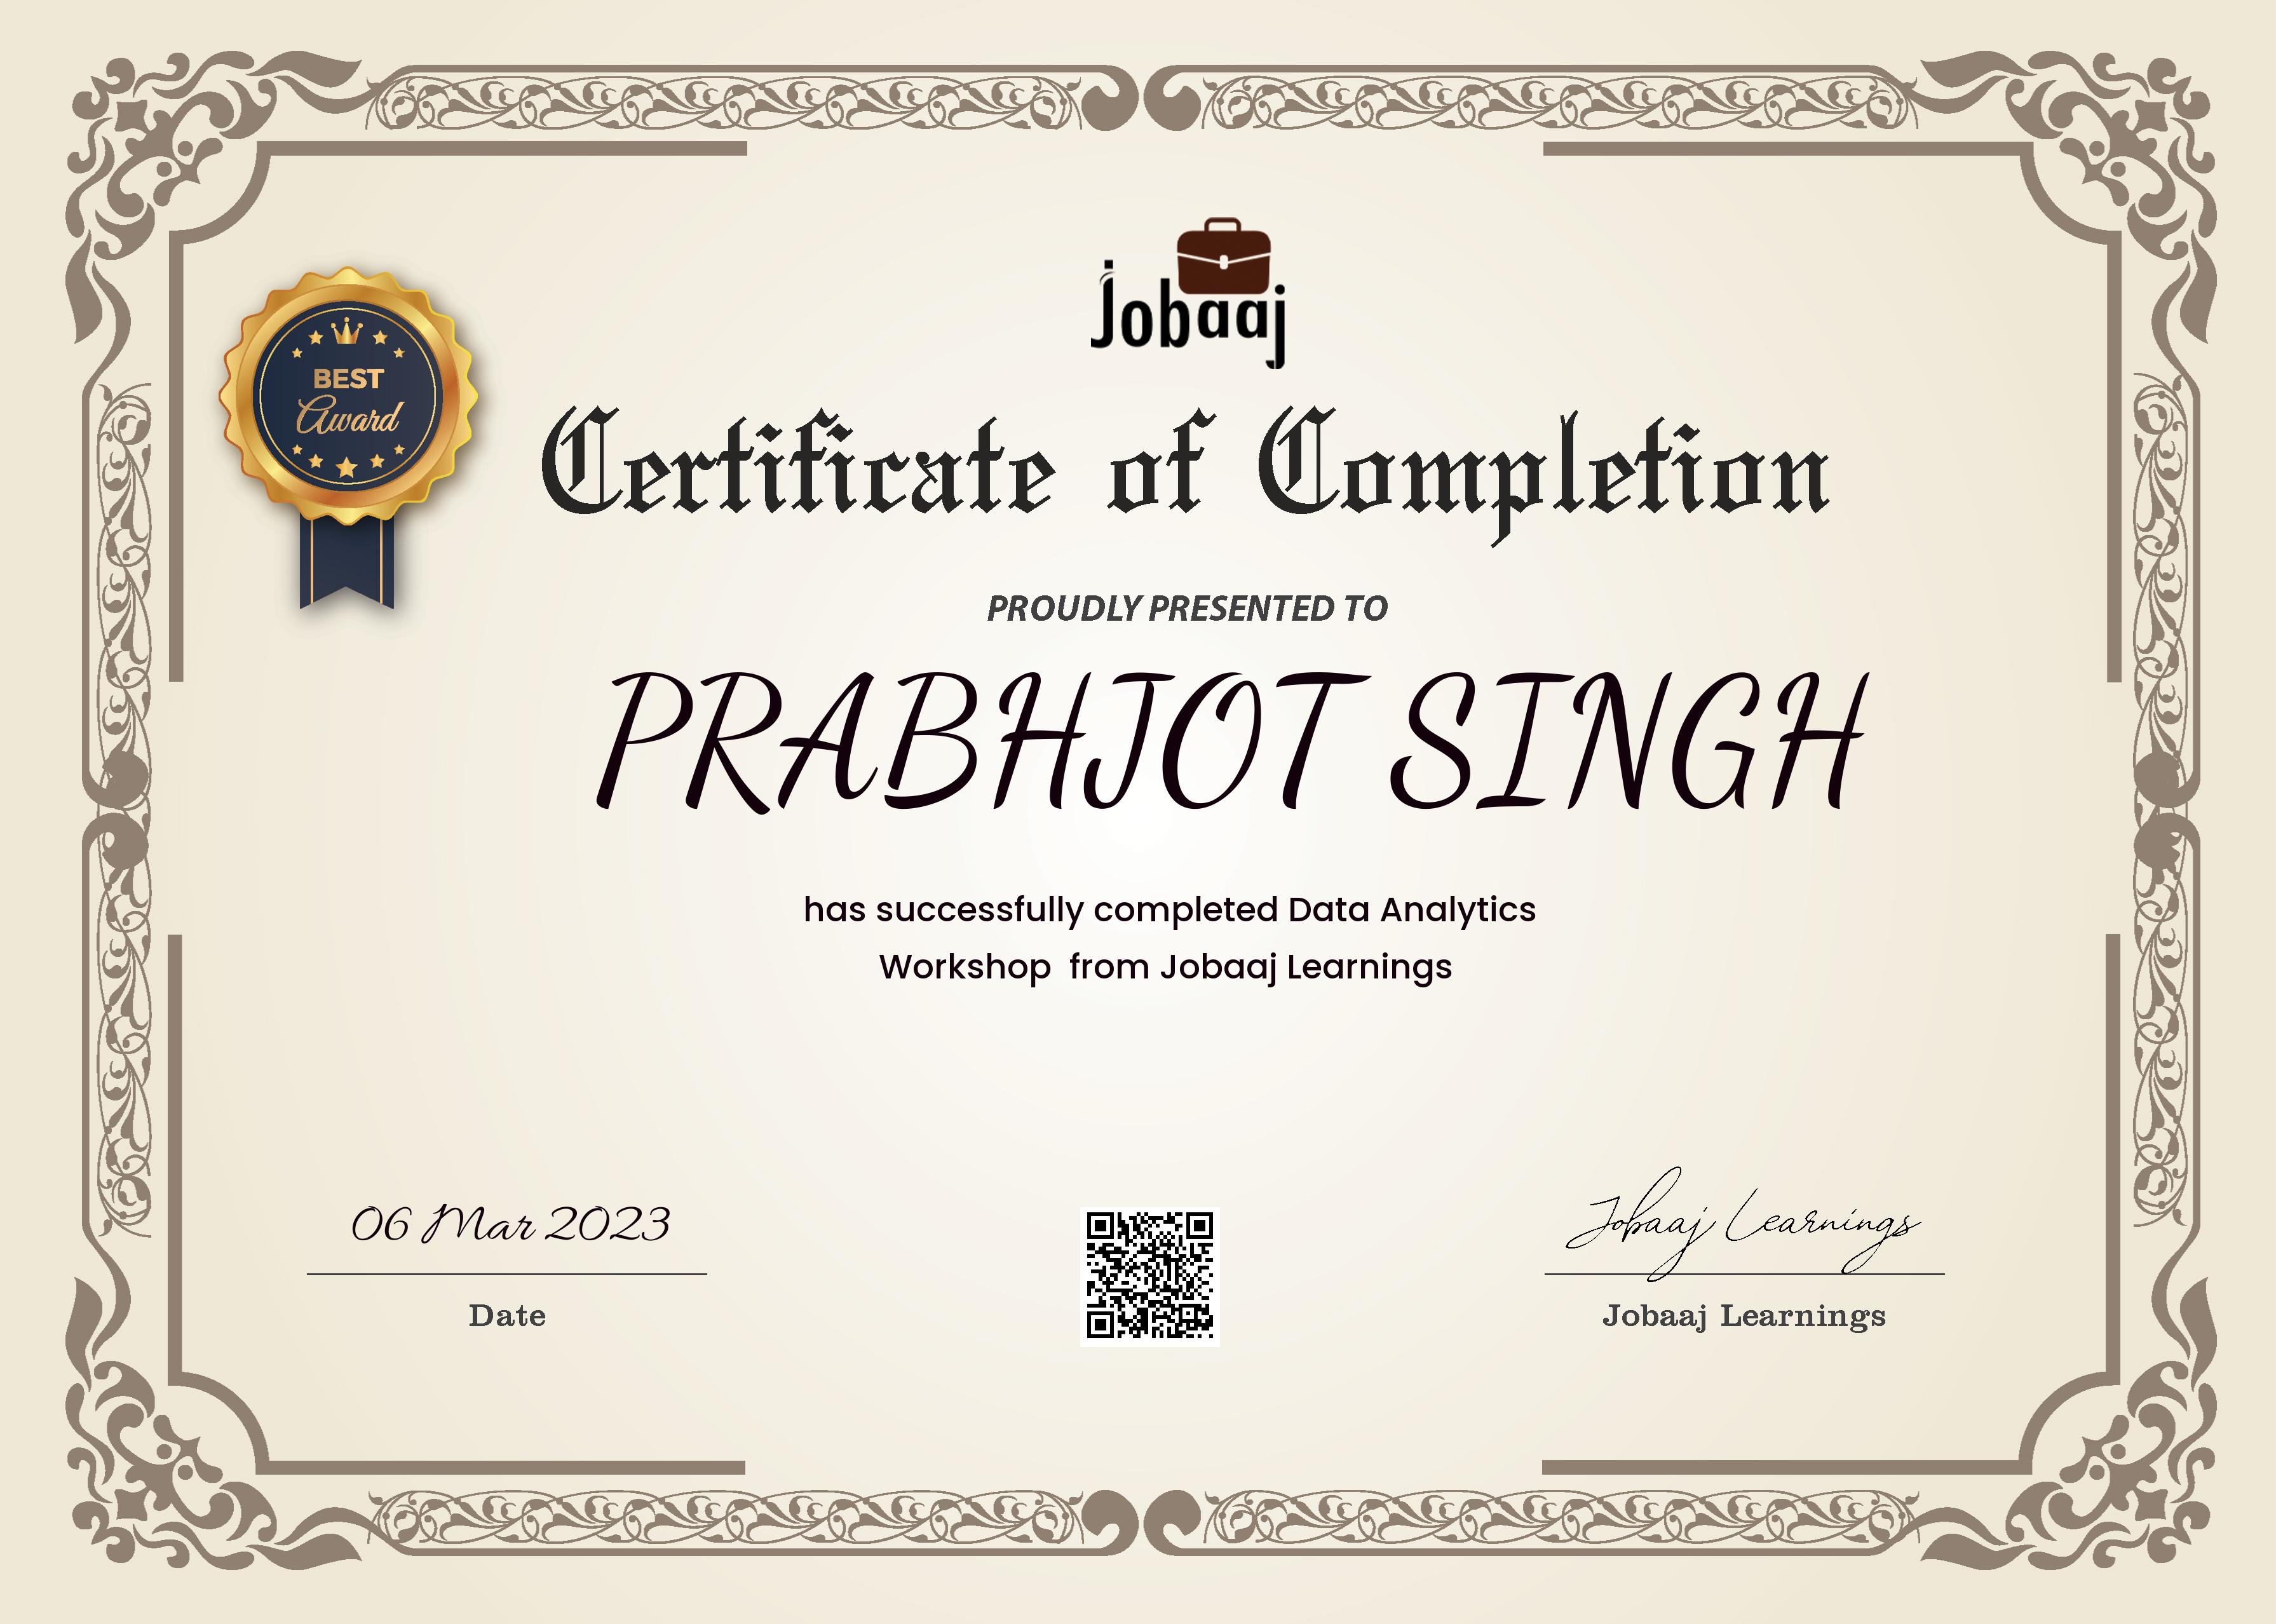 Jobaaj
BEST
Award
Certificate of Completion
PROUDLY PRESENTED TO
PRABHJOT SINGH
has successfully completed Data Analytics
Workshop from Jobaaj Learnings
06 Mar 2023
Date
Jobaaj Learnings
Jobaaj Learnings